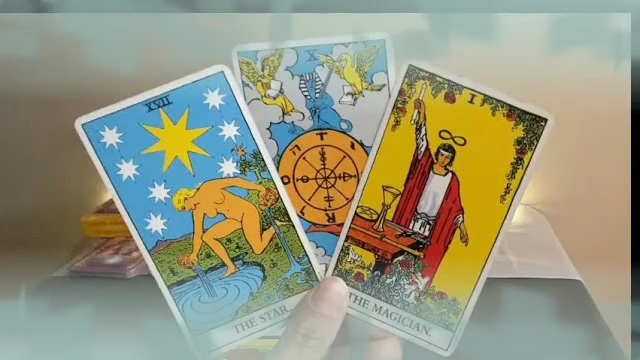 XVII
X
I
T
O
R
THE STAR.
THE MAGICIAN.